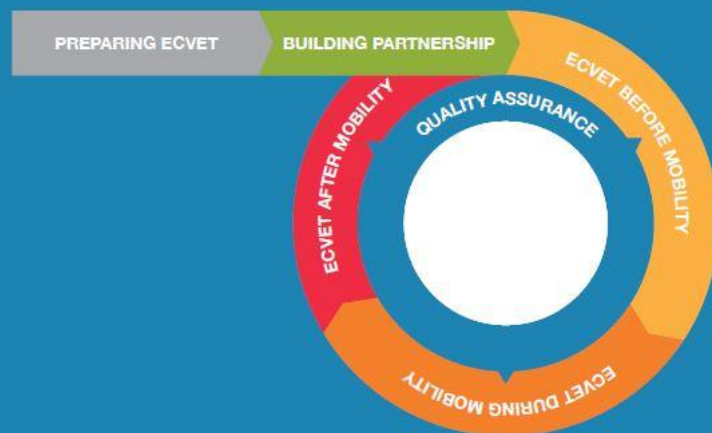 PREPARING ECVET
BUILDING PARTNERSHIP
ECVET BEFORE MOBILITY
ECVET DURING MOBILITY
ECVET AFTER MOBILITY
QUALITY ASSURANCE